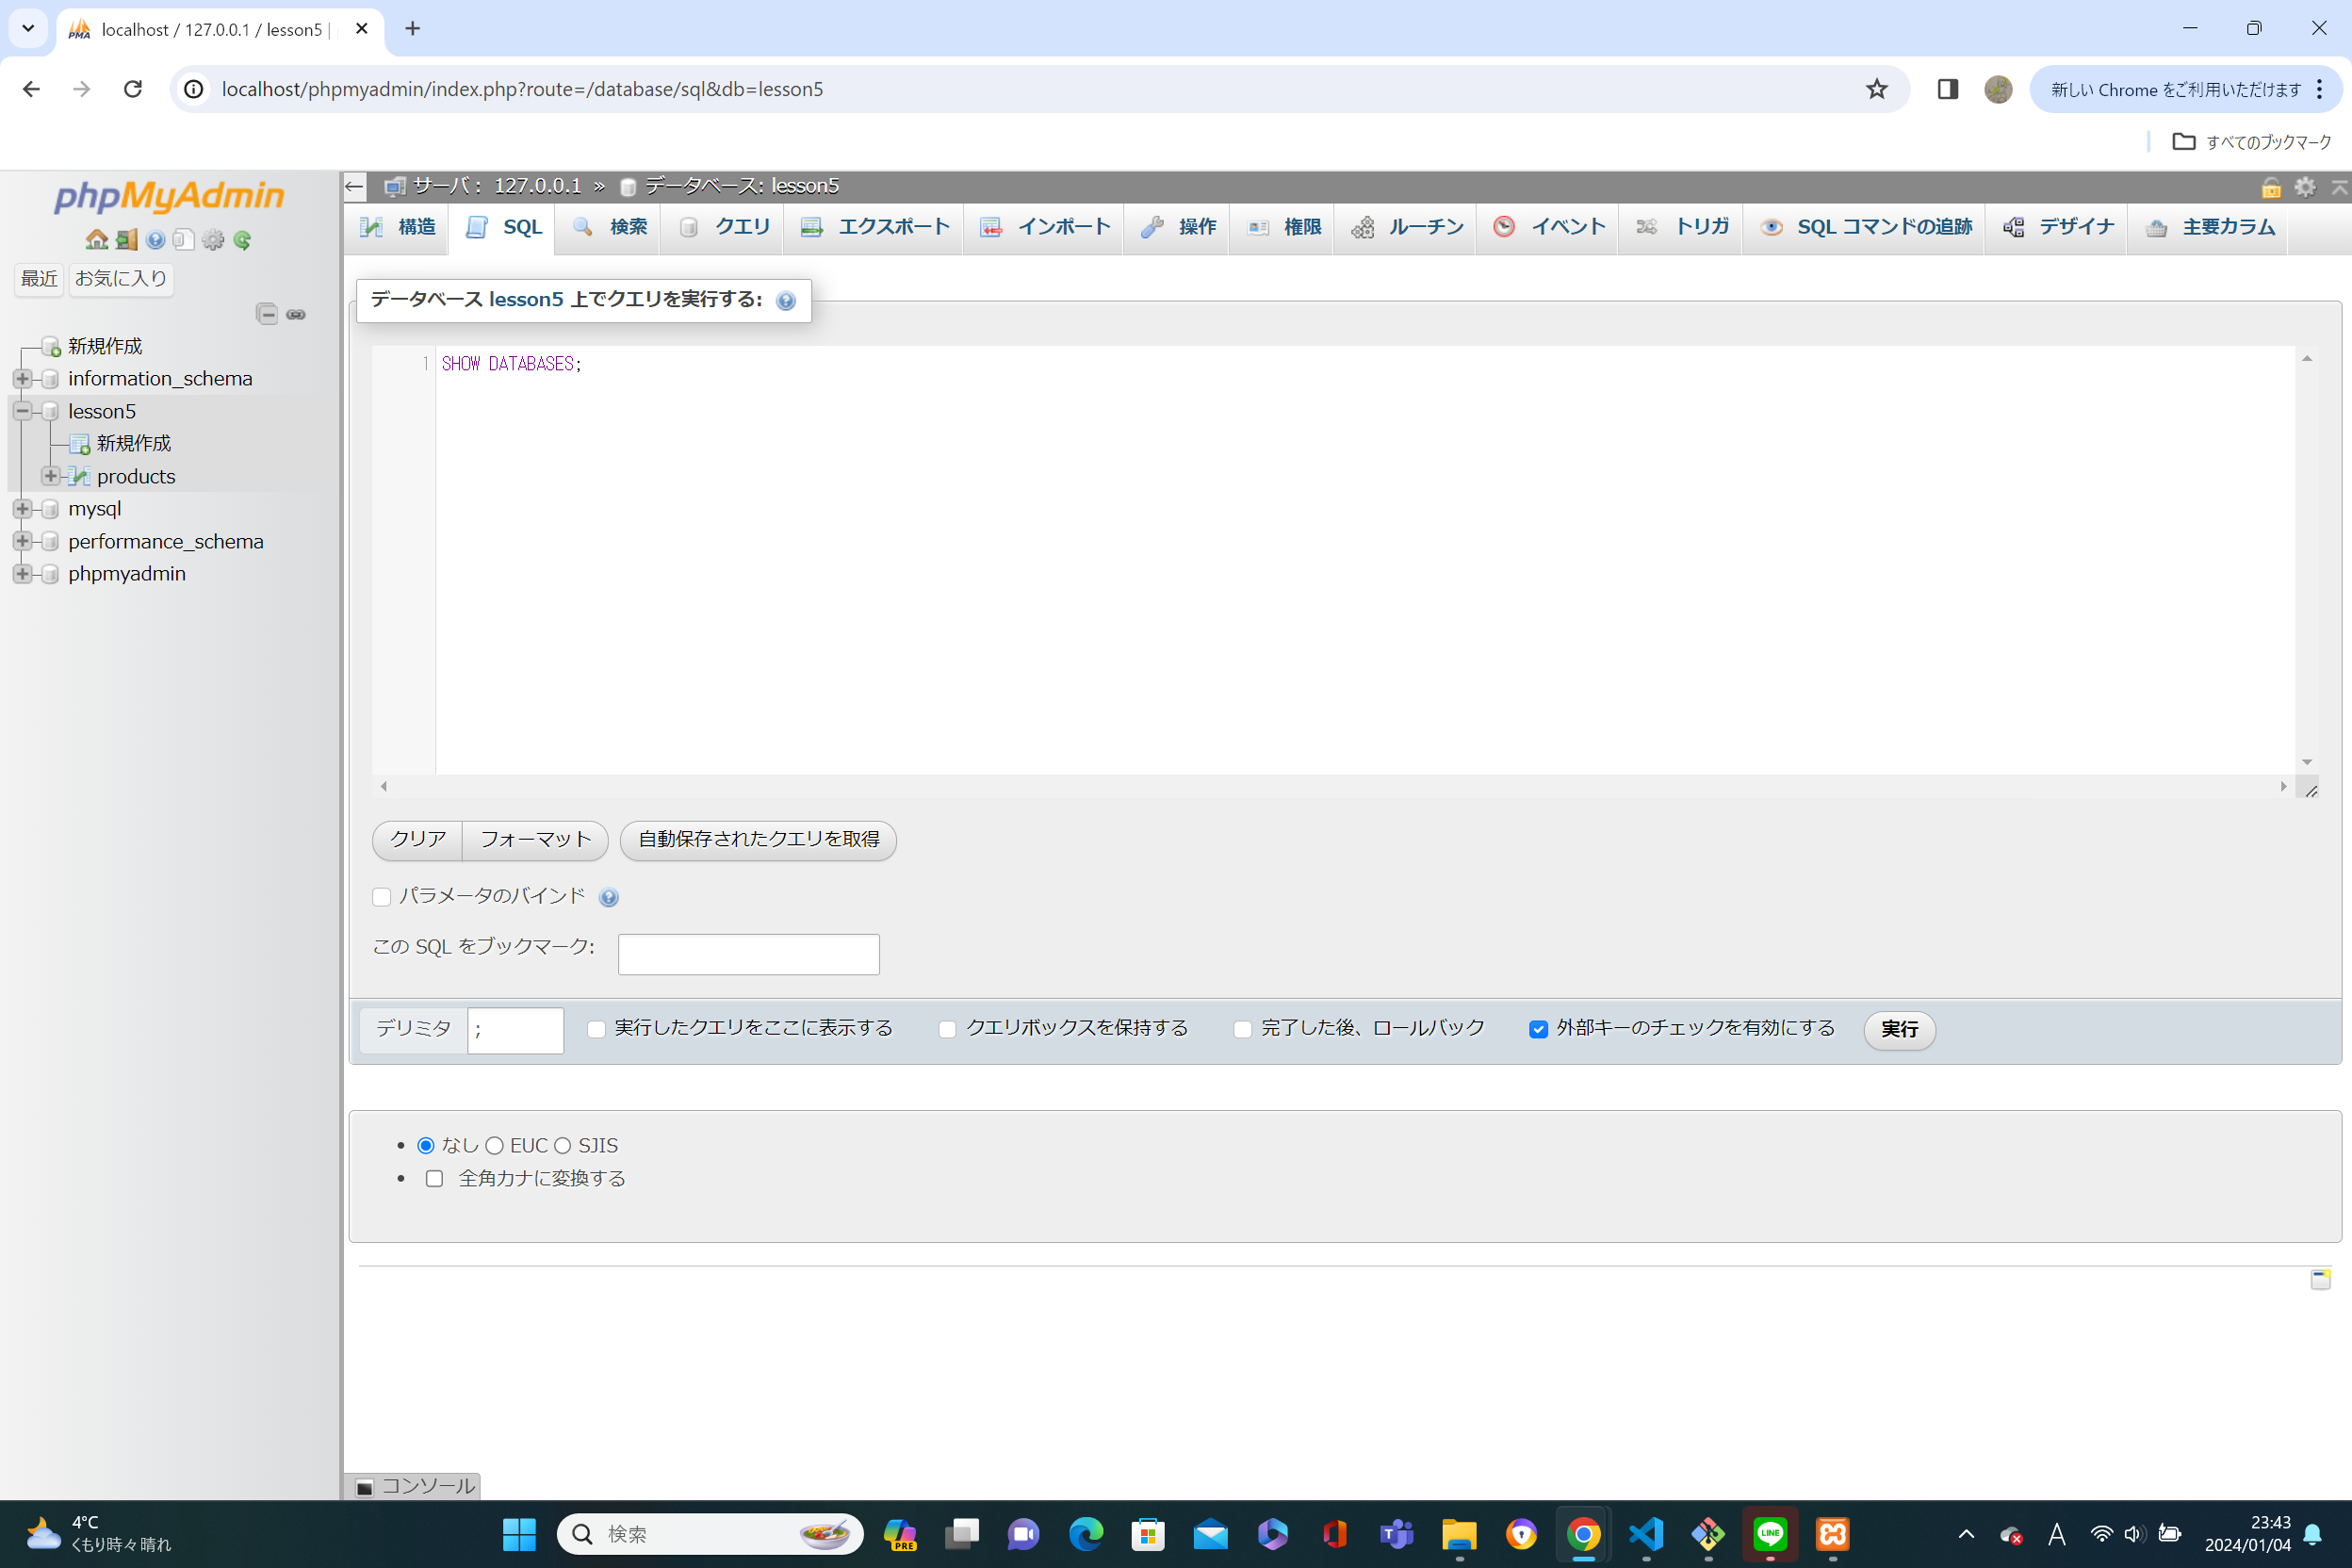 localhost / 127.0.0.1 / lesson5 |
localhost/phpmyadmin/index.php?route=/database/sql&db=lesson5
新しい Chrome をご利用いただけます
すべてのブックマーク
phpMyAdmin
最近 お気に入り
新規作成
information_schema
lesson5
新規作成
products
mysql
performance_schema
phpmyadmin
サーバ: 127.0.0.1 » データベース: lesson5
構造 SQL 検索 クエリ エクスポート インポート 操作 権限 ルーチン イベント トリガ SQL コマンドの追跡 デザイナ 主要カラム
データベース lesson5 上でクエリを実行する:
1 SHOW DATABASES;
クリア フォーマット 自動保存されたクエリを取得
パラメータのバインド
この SQL をブックマーク:
デリミタ ; 実行したクエリをここに表示する クエリボックスを保持する 完了した後、ロールバック 外部キーのチェックを有効にする 実行
なし EUC SJIS
全角カナに変換する
コンソール
4°C
くもり時々晴れ
検索
PRE
LINE
A
23:43
2024/01/04